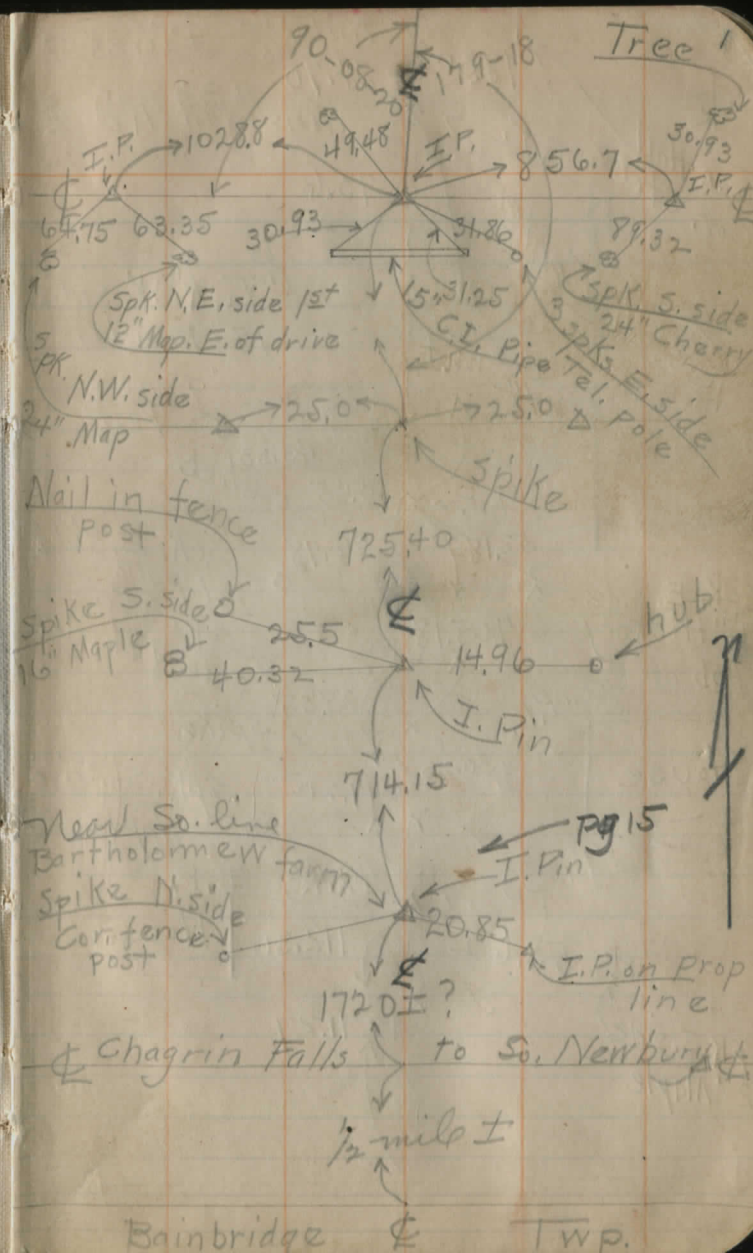 Tree 1
90-08-20
179-18
℄
I.P.
1028.8
49.48
I.P.
856.7
30.93
I.P.
℄
℄
64.75
63.35
30.93
31.86
89.32
Spk. N.E. side 1st
12" Map. E. of drive
15"
31.25
C.I. Pipe
3 spks E. side
Tel. pole
Spk. S. side
24" Cherry
Spk.
N.W. side
24" Map
25.0
25.0
Spike
Nail in fence
post
725.40
Spike S. side
16" Maple
℄
25.5
40.32
14.96
hub
I. Pin
714.15
Near So. line
Bartholomew farm
pg 15
I. Pin
Spike N. side
Cor. fence
post
20.85
℄
I.P. on Prop
line
1720± ?
℄ Chagrin Falls to So. Newbury ℄
½ mile ±
Bainbridge ℄ Twp.